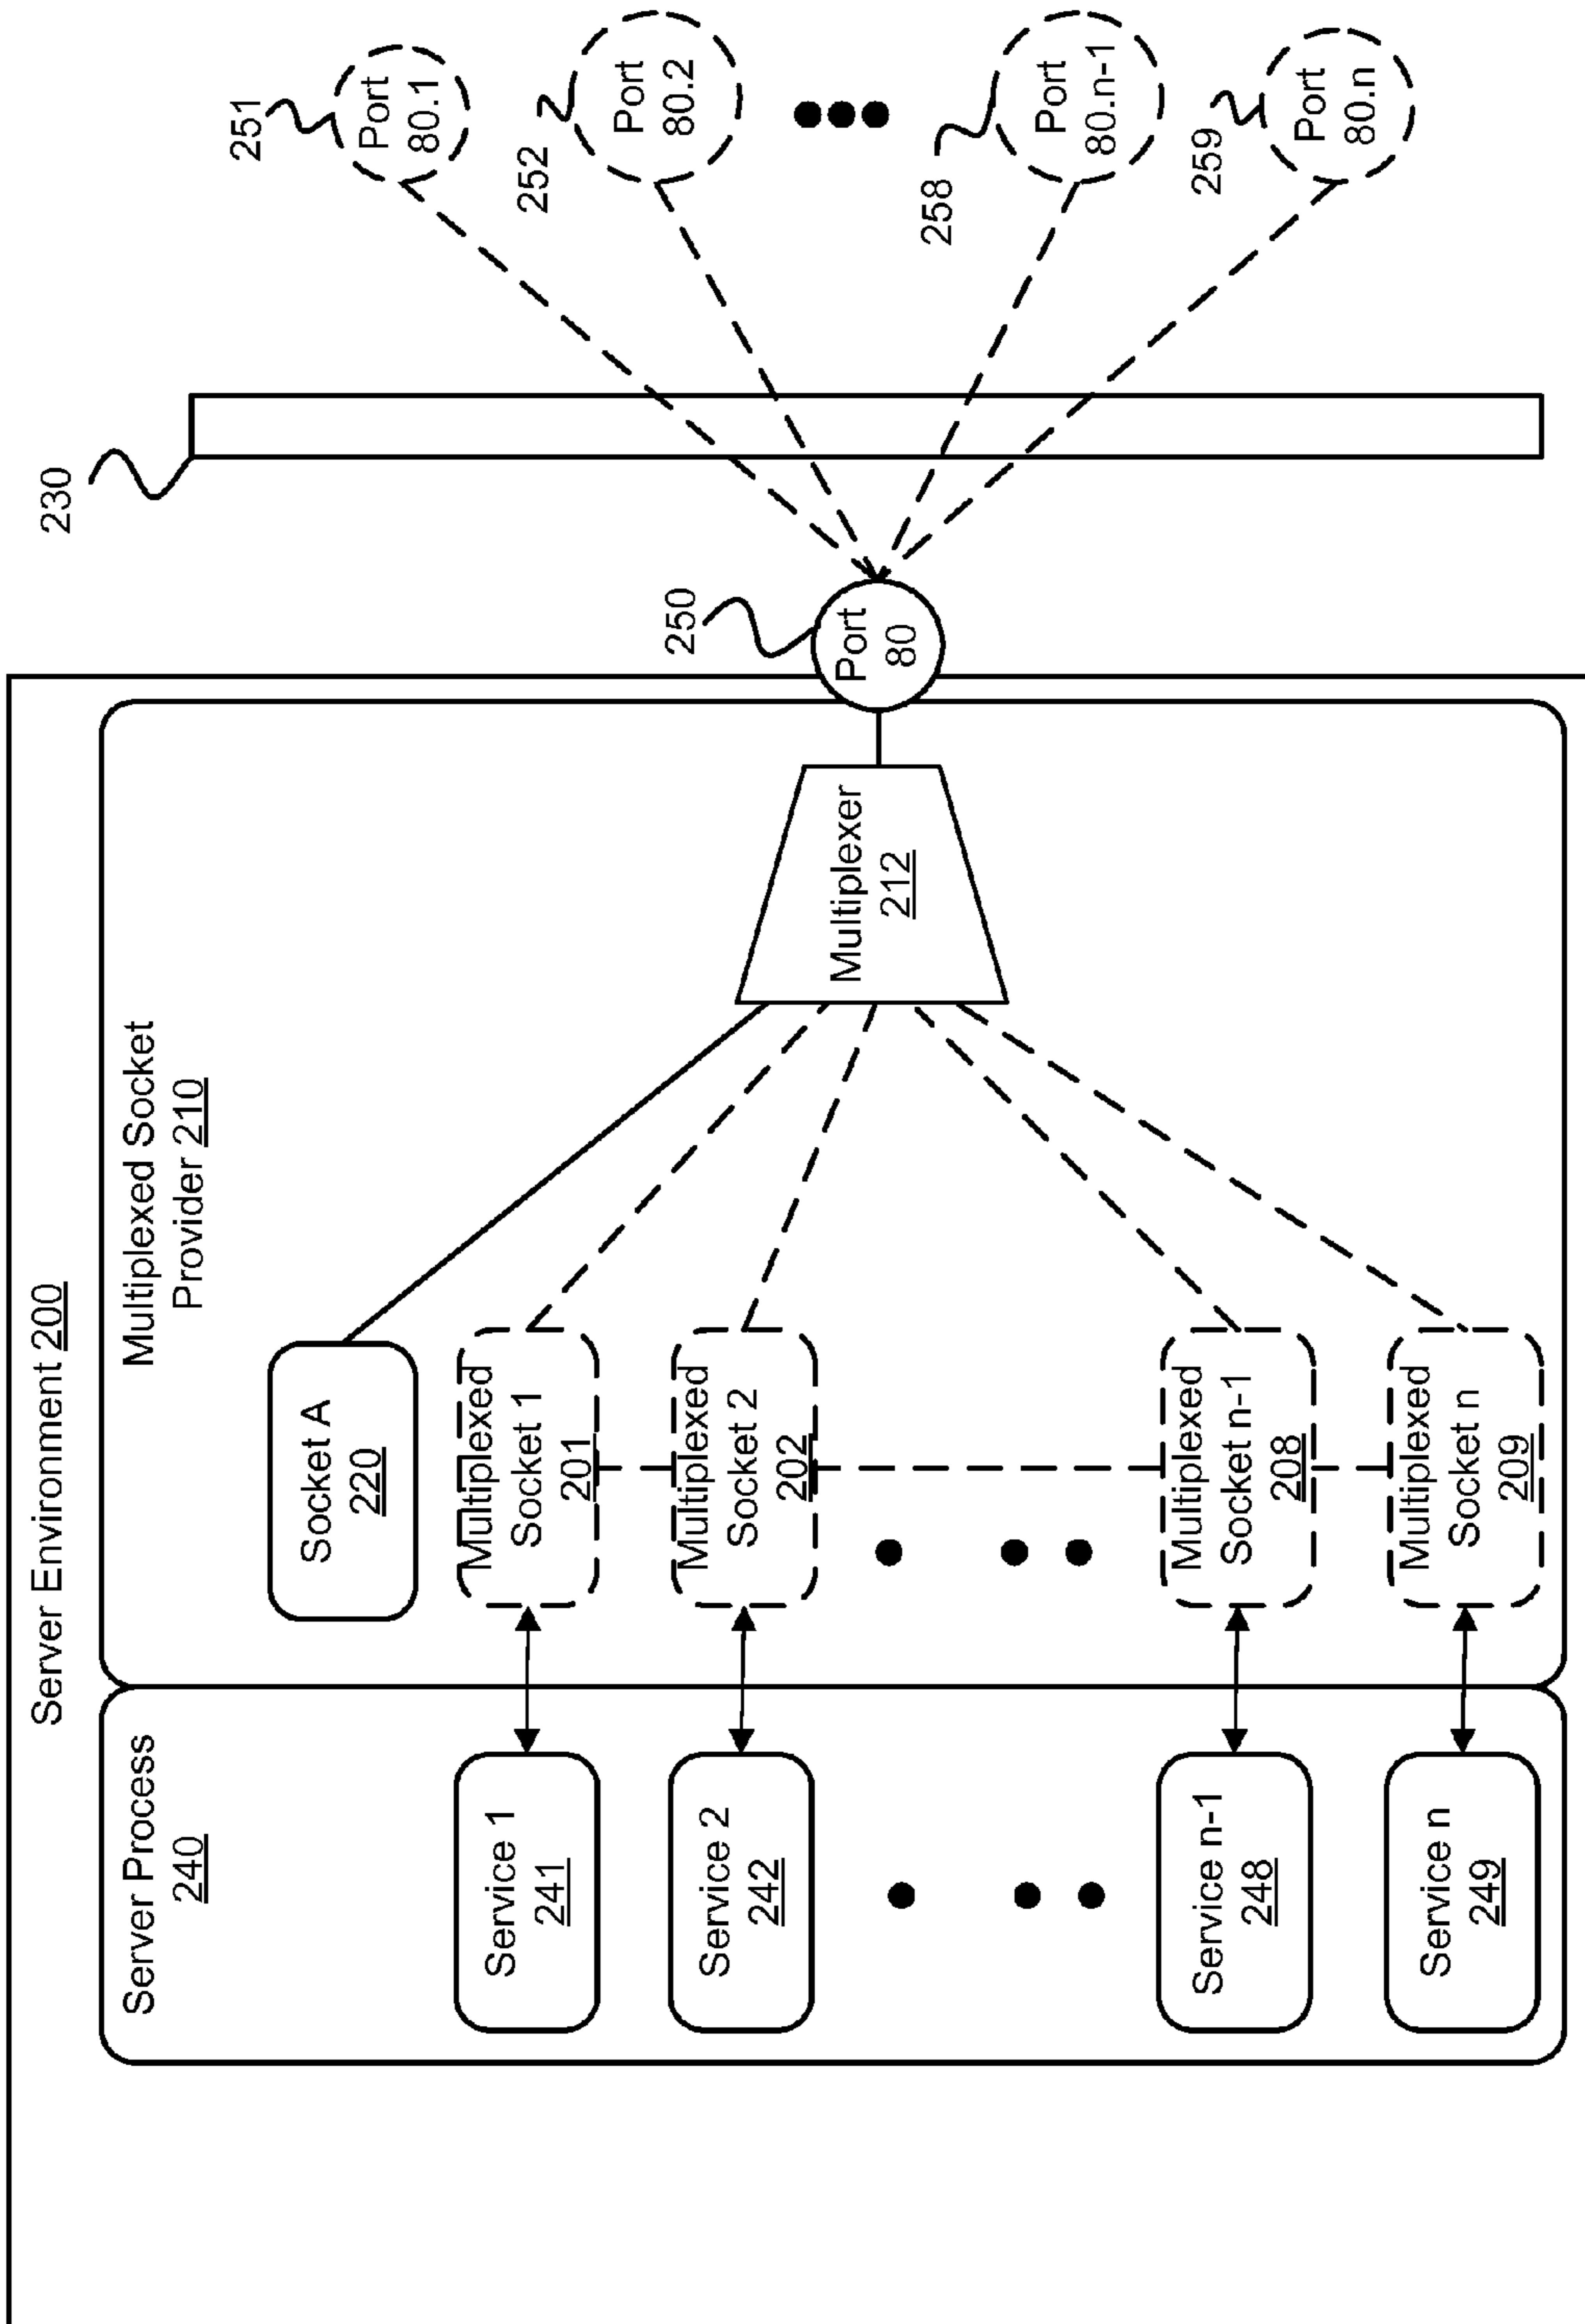 Server Environment 200
Server Process
240
Service 1
241
Service 2
242
Service n-1
248
Service n
249
Multiplexed Socket
Provider 210
Socket A
220
Multiplexed
Socket 1
201
Multiplexed
Socket 2
202
Multiplexed
Socket n-1
208
Multiplexed
Socket n
209
Multiplexer
212
250
Port
80
230
251
Port
80.1
252
Port
80.2
258
Port
80.n-1
259
Port
80.n